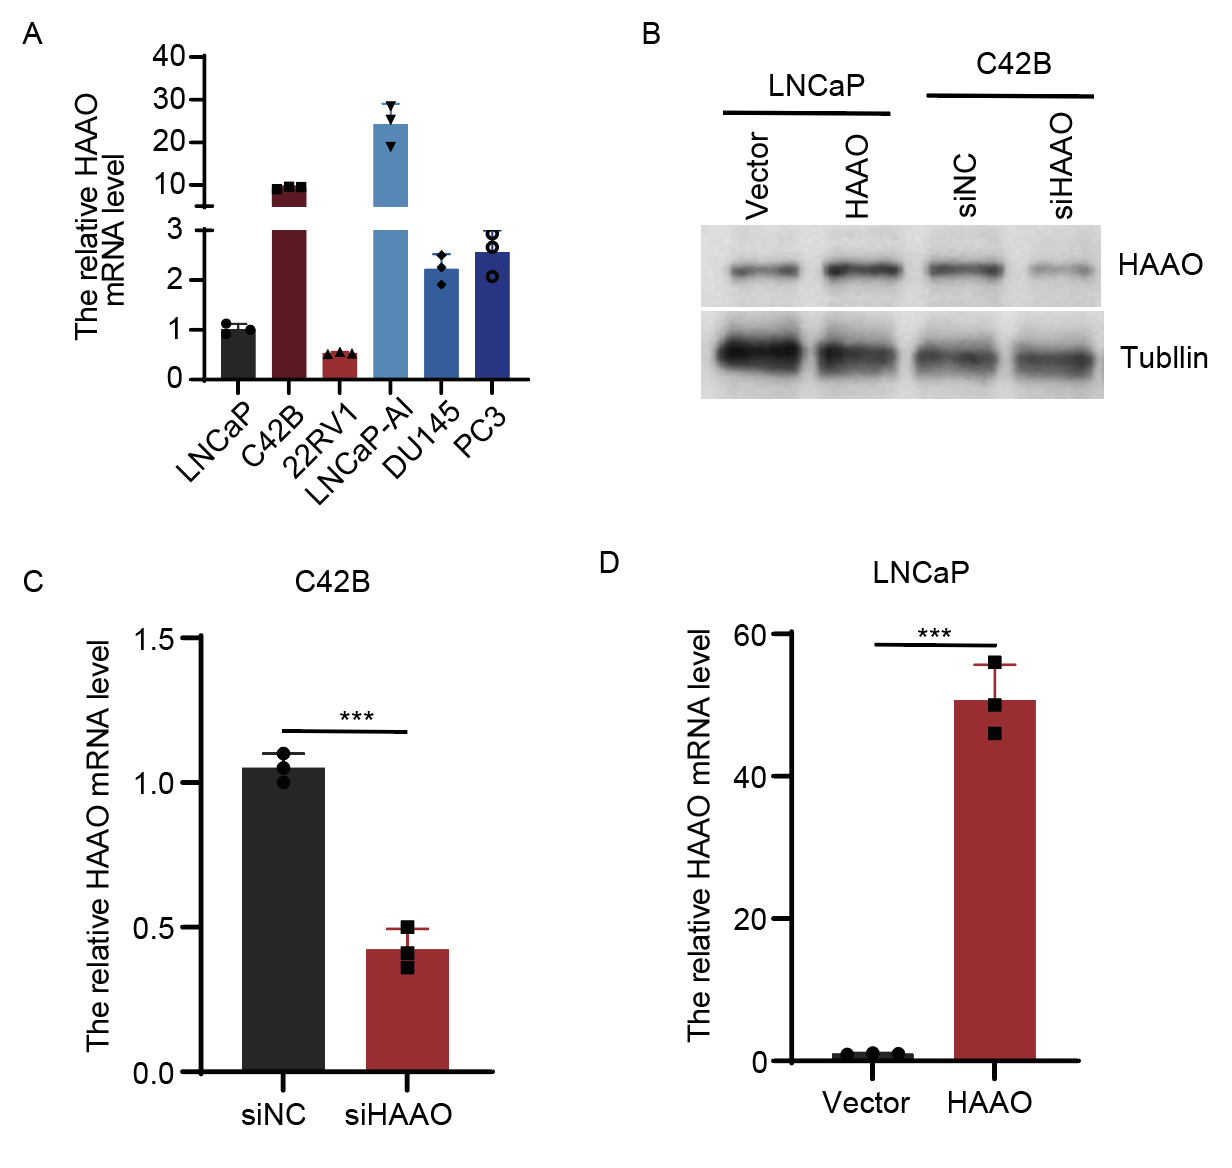 A
The relative HAAO
mRNA level
40
30
20
10
3
2
1
0
LNCaP
C42B
22RV1
LNCaP-AI
DU145
PC3
B
LNCaP
C42B
Vector
HAAO
siNC
siHAAO
HAAO
Tubllin
C
C42B
The relative HAAO mRNA level
1.5
1.0
0.5
0.0
***
siNC
siHAAO
D
LNCaP
The relative HAAO mRNA level
60
40
20
0
***
Vector
HAAO